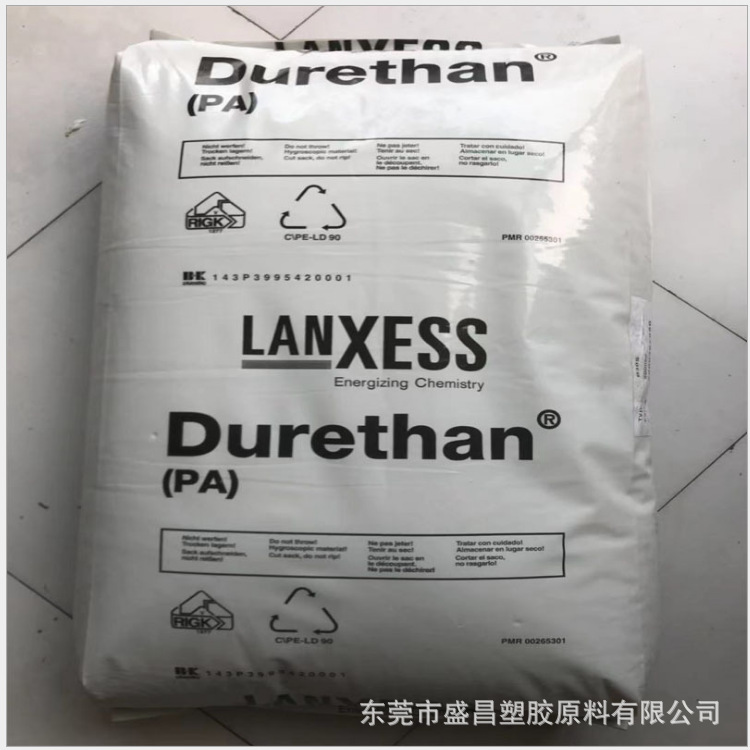 LANXESS
Durethan®
(PA)
Nicht werfen!
Trocken lagern!
Sack aufschneiden,
nicht reißen!
Do not throw!
Hygroscopic material!
Cut sack, do not rip!
Ne pas jeter!
Tenir au sec!
Ouvrir le sac en
le découpant.
Ne pas le déchirer!
Tratar con cuidado!
Almacenar en lugar seco!
Cortar el saco,
no rasgarlo!
RIGK
1377
C\PE-LD 90
PMR 00265301
143P3995420001
LANXESS
Energizing Chemistry
Durethan®
(PA)
Nicht werfen!
Trocken lagern!
Sack aufschneiden,
nicht reißen!
Do not throw!
Hygroscopic material!
Cut sack, do not rip!
Ne pas jeter!
Tenir au sec!
Ouvrir le sac en
le découpant.
Ne pas le déchirer!
Tratar con cuidado!
Almacenar en lugar seco!
Cortar el saco,
no rasgarlo!
RIGK
1377
C\PE-LD 90
PMR 00265301
143P3995420001
东莞市盛昌塑胶原料有限公司